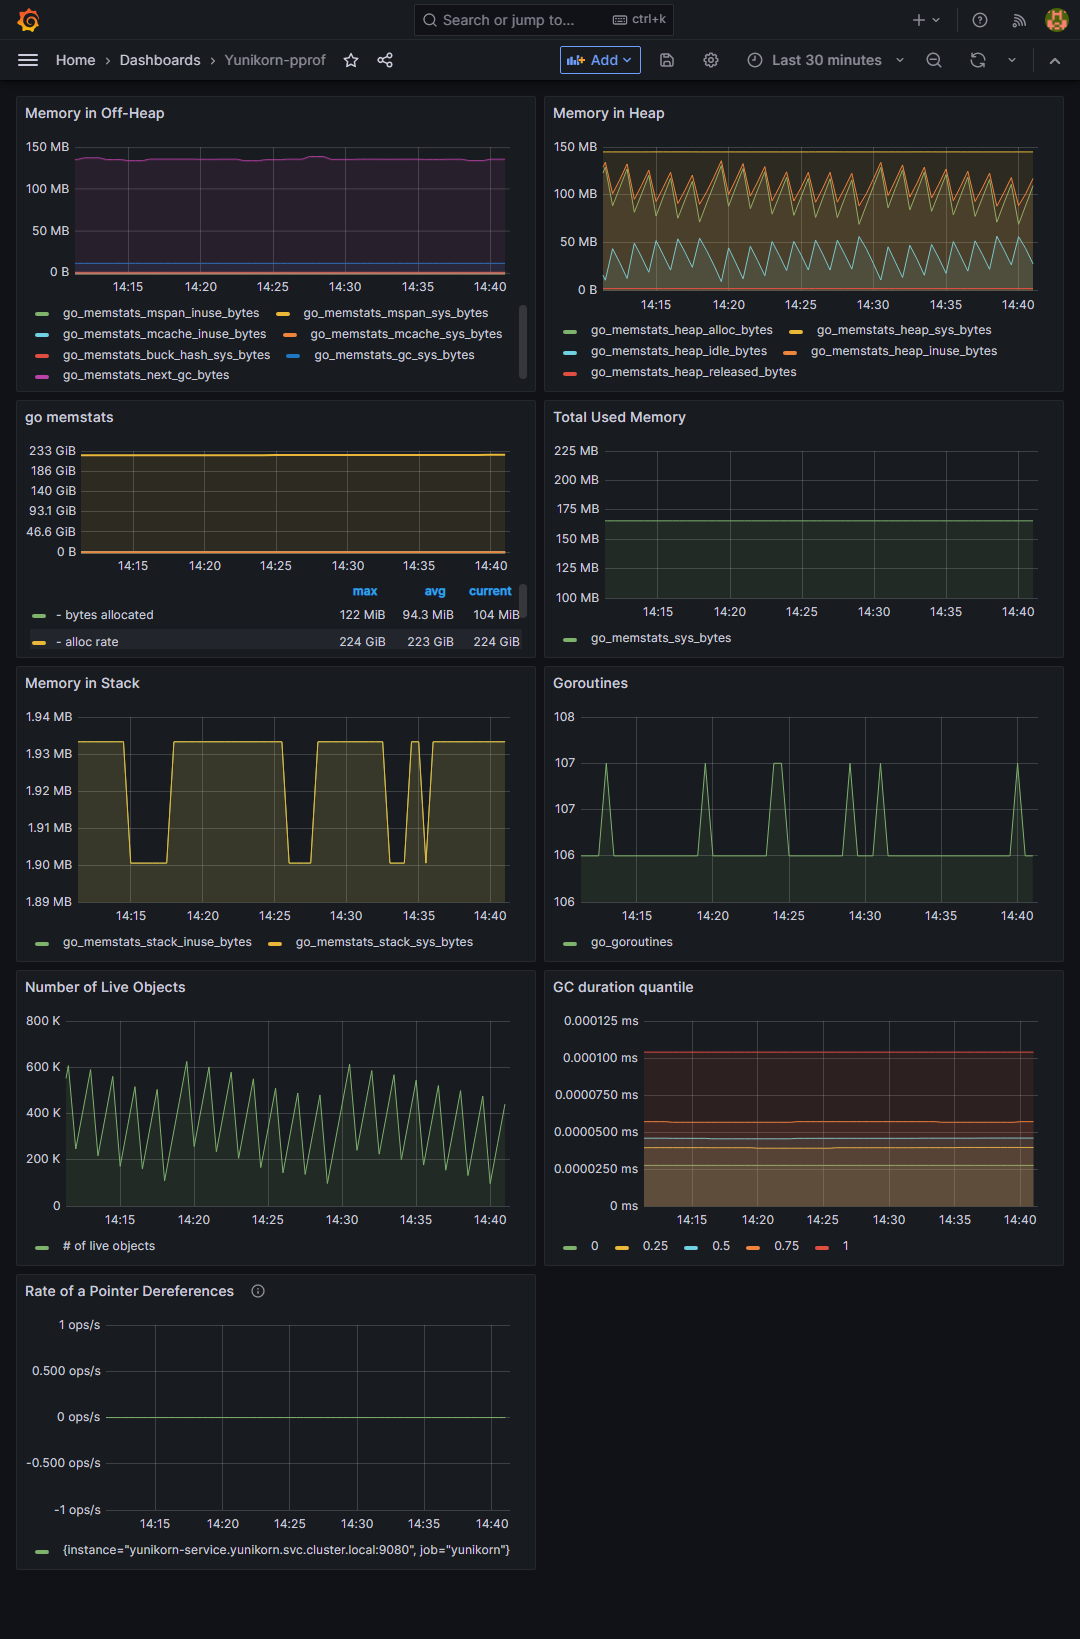 Search or jump to... ctrl+k
Home › Dashboards › Yunikorn-pprof Add Last 30 minutes
Memory in Off-Heap
150 MB
100 MB
50 MB
0 B
14:15 14:20 14:25 14:30 14:35 14:40
go_memstats_mspan_inuse_bytes go_memstats_mspan_sys_bytes
go_memstats_mcache_inuse_bytes go_memstats_mcache_sys_bytes
go_memstats_buck_hash_sys_bytes go_memstats_gc_sys_bytes
go_memstats_next_gc_bytes
Memory in Heap
150 MB
100 MB
50 MB
0 B
14:15 14:20 14:25 14:30 14:35 14:40
go_memstats_heap_alloc_bytes go_memstats_heap_sys_bytes
go_memstats_heap_idle_bytes go_memstats_heap_inuse_bytes
go_memstats_heap_released_bytes
go memstats
233 GiB
186 GiB
140 GiB
93.1 GiB
46.6 GiB
0 B
14:15 14:20 14:25 14:30 14:35 14:40
max avg current
- bytes allocated 122 MiB 94.3 MiB 104 MiB
- alloc rate 224 GiB 223 GiB 224 GiB
Total Used Memory
225 MB
200 MB
175 MB
150 MB
125 MB
100 MB
14:15 14:20 14:25 14:30 14:35 14:40
go_memstats_sys_bytes
Memory in Stack
1.94 MB
1.93 MB
1.92 MB
1.91 MB
1.90 MB
1.89 MB
14:15 14:20 14:25 14:30 14:35 14:40
go_memstats_stack_inuse_bytes go_memstats_stack_sys_bytes
Goroutines
108
107
107
106
106
14:15 14:20 14:25 14:30 14:35 14:40
go_goroutines
Number of Live Objects
800 K
600 K
400 K
200 K
0
14:15 14:20 14:25 14:30 14:35 14:40
# of live objects
GC duration quantile
0.000125 ms
0.000100 ms
0.0000750 ms
0.0000500 ms
0.0000250 ms
0 ms
14:15 14:20 14:25 14:30 14:35 14:40
0 0.25 0.5 0.75 1
Rate of a Pointer Dereferences
1 ops/s
0.500 ops/s
0 ops/s
-0.500 ops/s
-1 ops/s
14:15 14:20 14:25 14:30 14:35 14:40
{instance="yunikorn-service.yunikorn.svc.cluster.local:9080", job="yunikorn"}